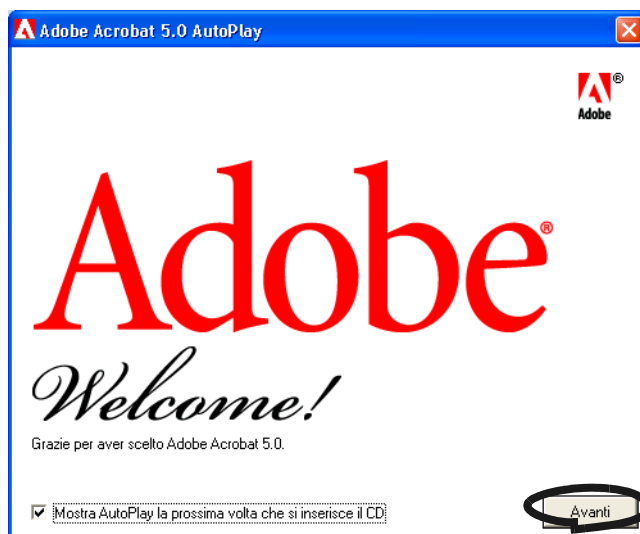 Adobe Acrobat 5.0 AutoPlay
®
Adobe
Adobe®
Welcome!
Grazie per aver scelto Adobe Acrobat 5.0.
Mostra AutoPlay la prossima volta che si inserisce il CD
Avanti